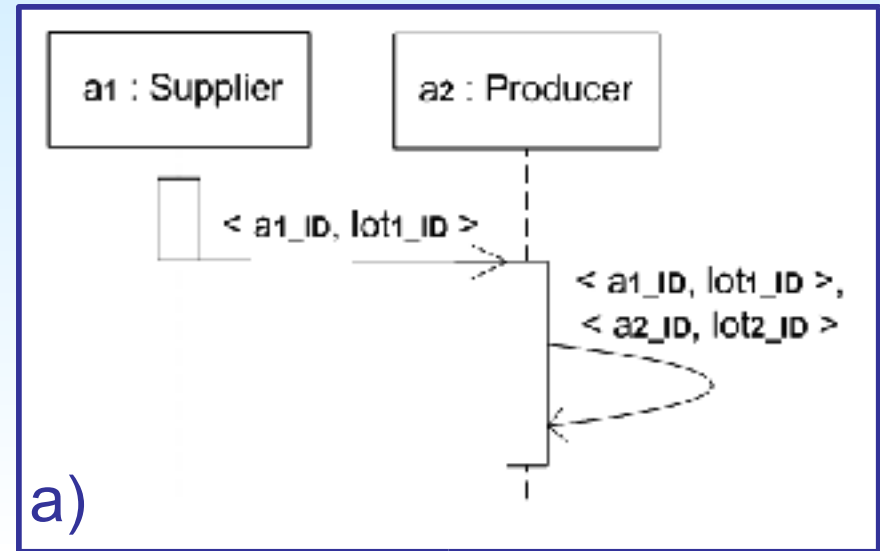 a1 : Supplier
a2 : Producer
< a1_ID, lot1_ID >
< a1_ID, lot1_ID >,
< a2_ID, lot2_ID >
a)